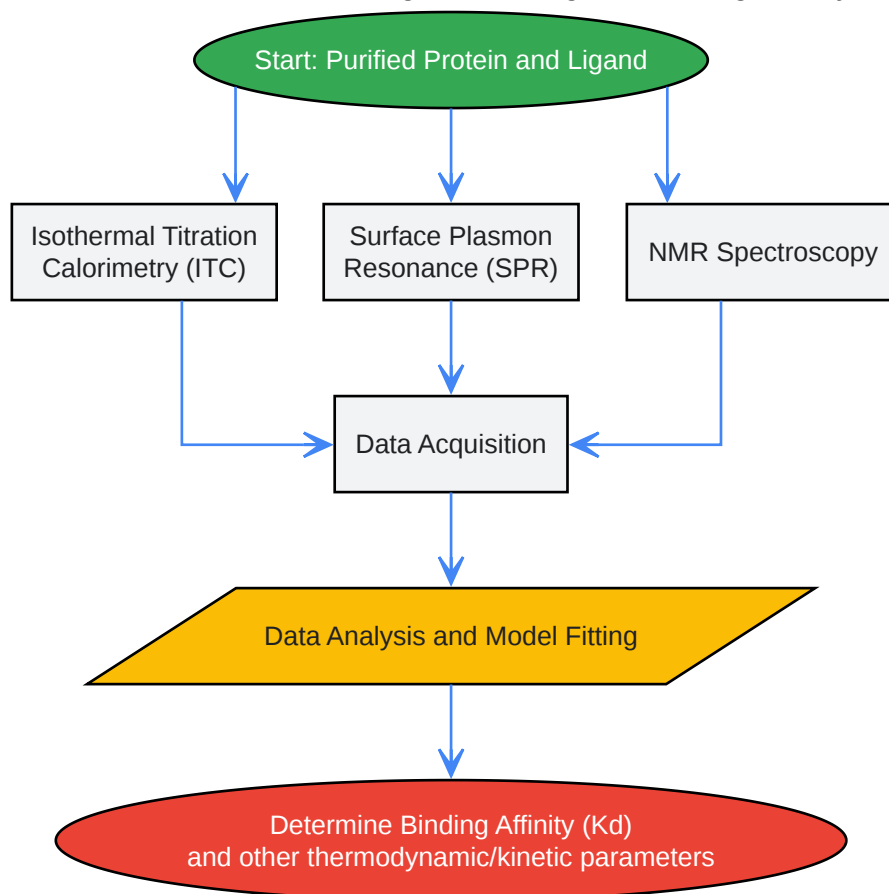 Start: Purified Protein and Ligand
Isothermal Titration
Calorimetry (ITC)
Surface Plasmon
Resonance (SPR)
NMR Spectroscopy
Data Acquisition
Data Analysis and Model Fitting
Determine Binding Affinity (Kd)
and other thermodynamic/kinetic parameters